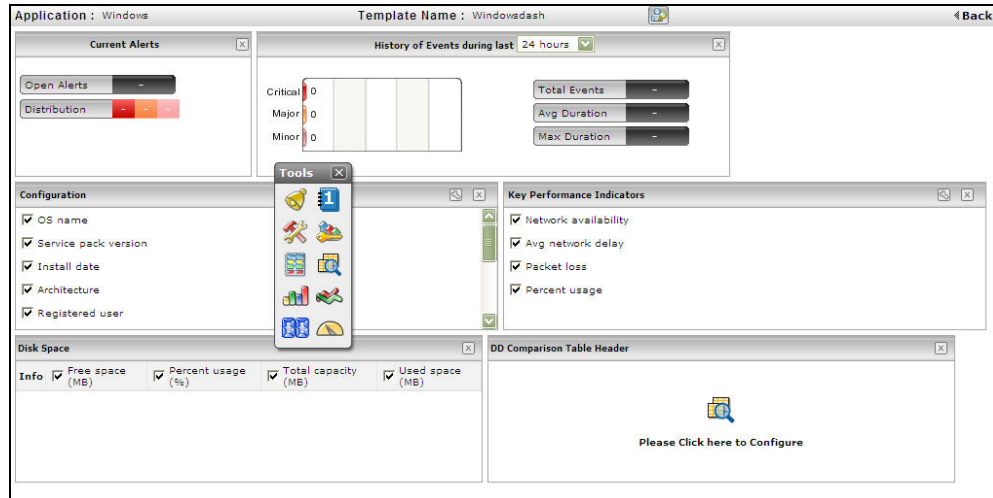 Application : Windows
Template Name : Windowsdash
Back
Current Alerts
History of Events during last 24 hours
Open Alerts -
Distribution - - -
Critical 0
Major 0
Minor 0
Total Events -
Avg Duration -
Max Duration -
Tools
1
Configuration
OS name
Service pack version
Install date
Architecture
Registered user
Key Performance Indicators
Network availability
Avg network delay
Packet loss
Percent usage
Disk Space
Info
Free space
(MB)
Percent usage
(%)
Total capacity
(MB)
Used space
(MB)
DD Comparison Table Header
Please Click here to Configure